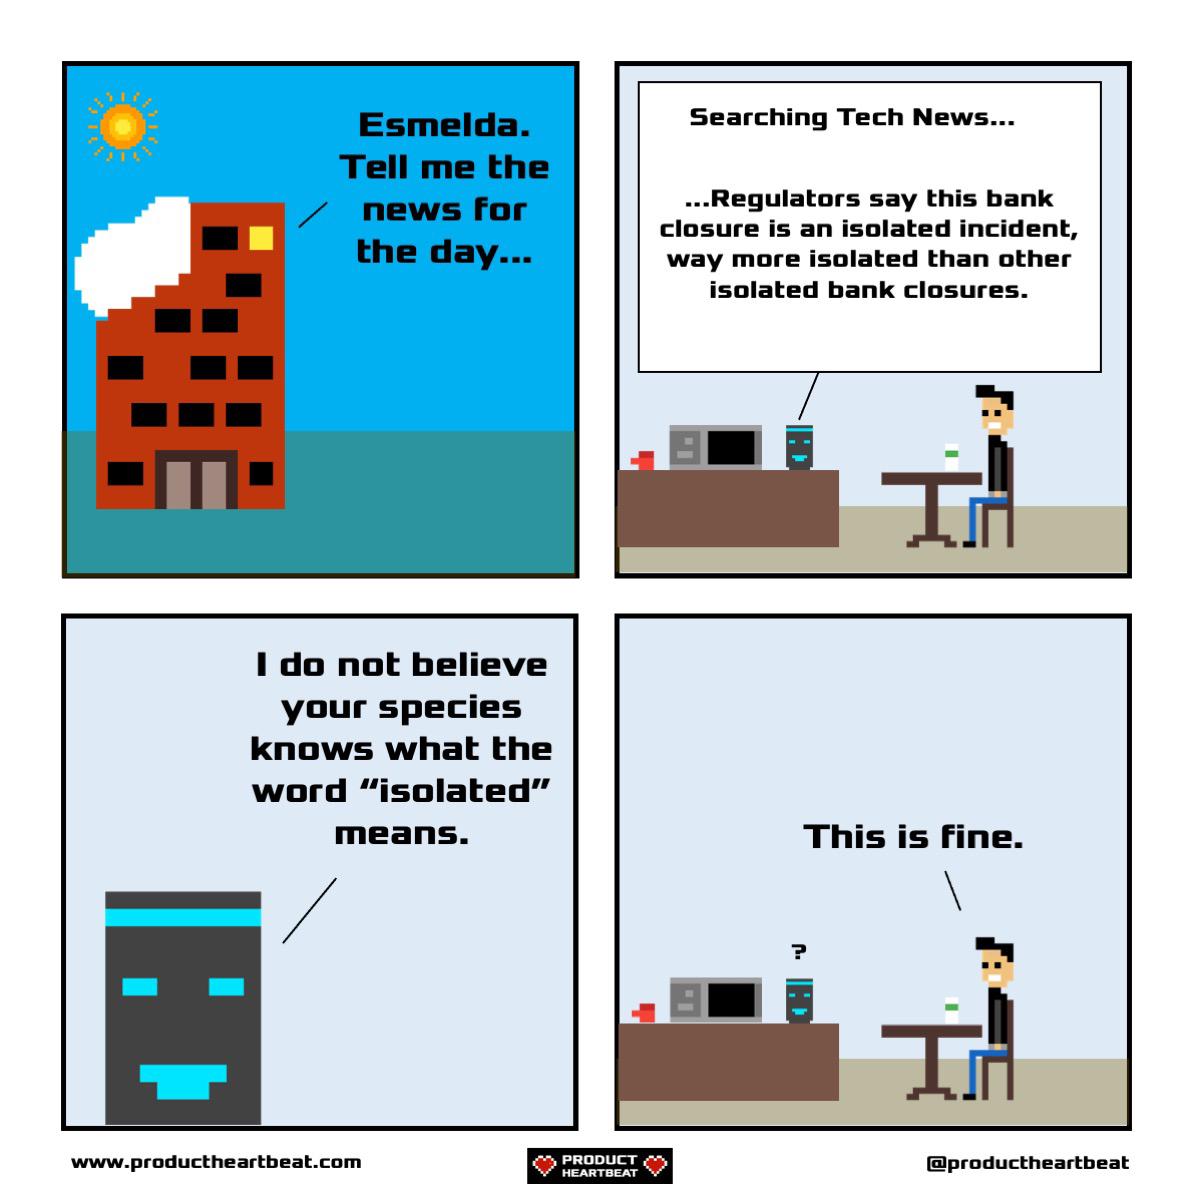 Esmelda.
Tell me the
news for
the day...
Searching Tech News...
...Regulators say this bank
closure is an isolated incident,
way more isolated than other
isolated bank closures.
I do not believe
your species
knows what the
word “isolated”
means.
This is fine.
?
www.productheartbeat.com
PRODUCT
HEARTBEAT
@productheartbeat